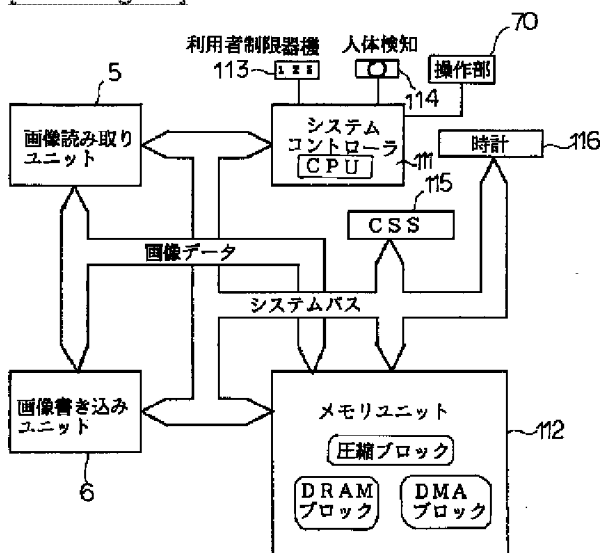 利用者制限器機
人体検知
70
113
１２３
114
操作部
5
画像読み取り
ユニット
システム
コントローラ
CPU
111
時計
116
115
CSS
画像データ
システムバス
画像書き込み
ユニット
6
メモリユニット
112
圧縮ブロック
DRAM
ブロック
DMA
ブロック